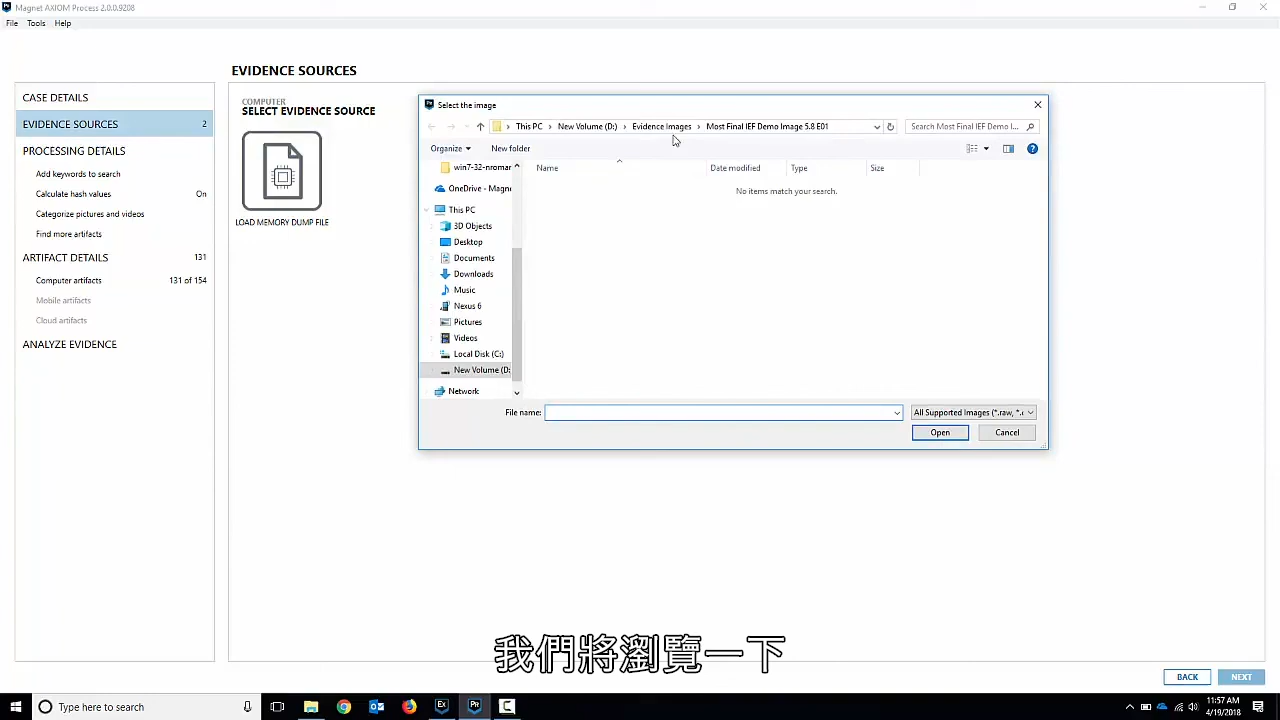 Magnet AXIOM Process 2.0.0.9208
File Tools Help
EVIDENCE SOURCES
CASE DETAILS
EVIDENCE SOURCES 2
PROCESSING DETAILS
Add keywords to search
Calculate hash values On
Categorize pictures and videos
Find more artifacts
ARTIFACT DETAILS 131
Computer artifacts 131 of 154
Mobile artifacts
Cloud artifacts
ANALYZE EVIDENCE
COMPUTER
SELECT EVIDENCE SOURCE
LOAD MEMORY DUMP FILE
Select the image
This PC > New Volume (D:) > Evidence Images > Most Final IEF Demo Image 5.8 E01
Search Most Final IEF Demo I...
Organize New folder
Name Date modified Type Size
No items match your search.
win7-32-nromar
OneDrive - Magne
This PC
3D Objects
Desktop
Documents
Downloads
Music
Nexus 6
Pictures
Videos
Local Disk (C:)
New Volume (D:
Network
File name:
All Supported Images (*.raw, *.
Open Cancel
我們將瀏覽一下
BACK NEXT
Type here to search
11:57 AM
4/19/2018